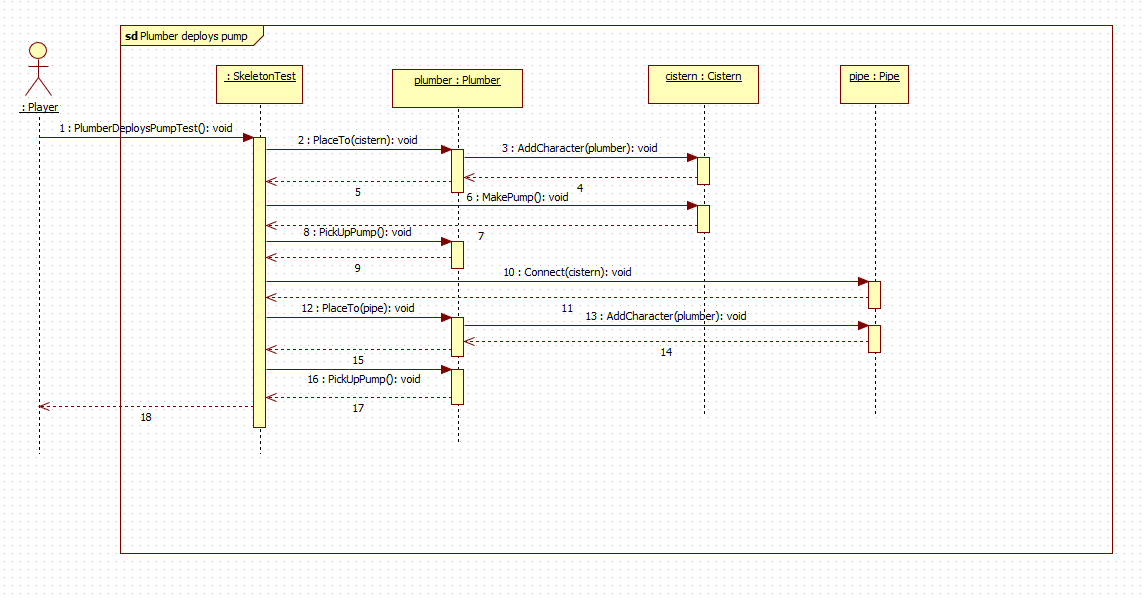 sd Plumber deploys pump
: Player
: SkeletonTest
plumber : Plumber
cistern : Cistern
pipe : Pipe
1 : PlumberDeploysPumpTest(): void
2 : PlaceTo(cistern): void
3 : AddCharacter(plumber): void
4
5
6 : MakePump(): void
7
8 : PickUpPump(): void
9
10 : Connect(cistern): void
11
12 : PlaceTo(pipe): void
13 : AddCharacter(plumber): void
14
15
16 : PickUpPump(): void
17
18